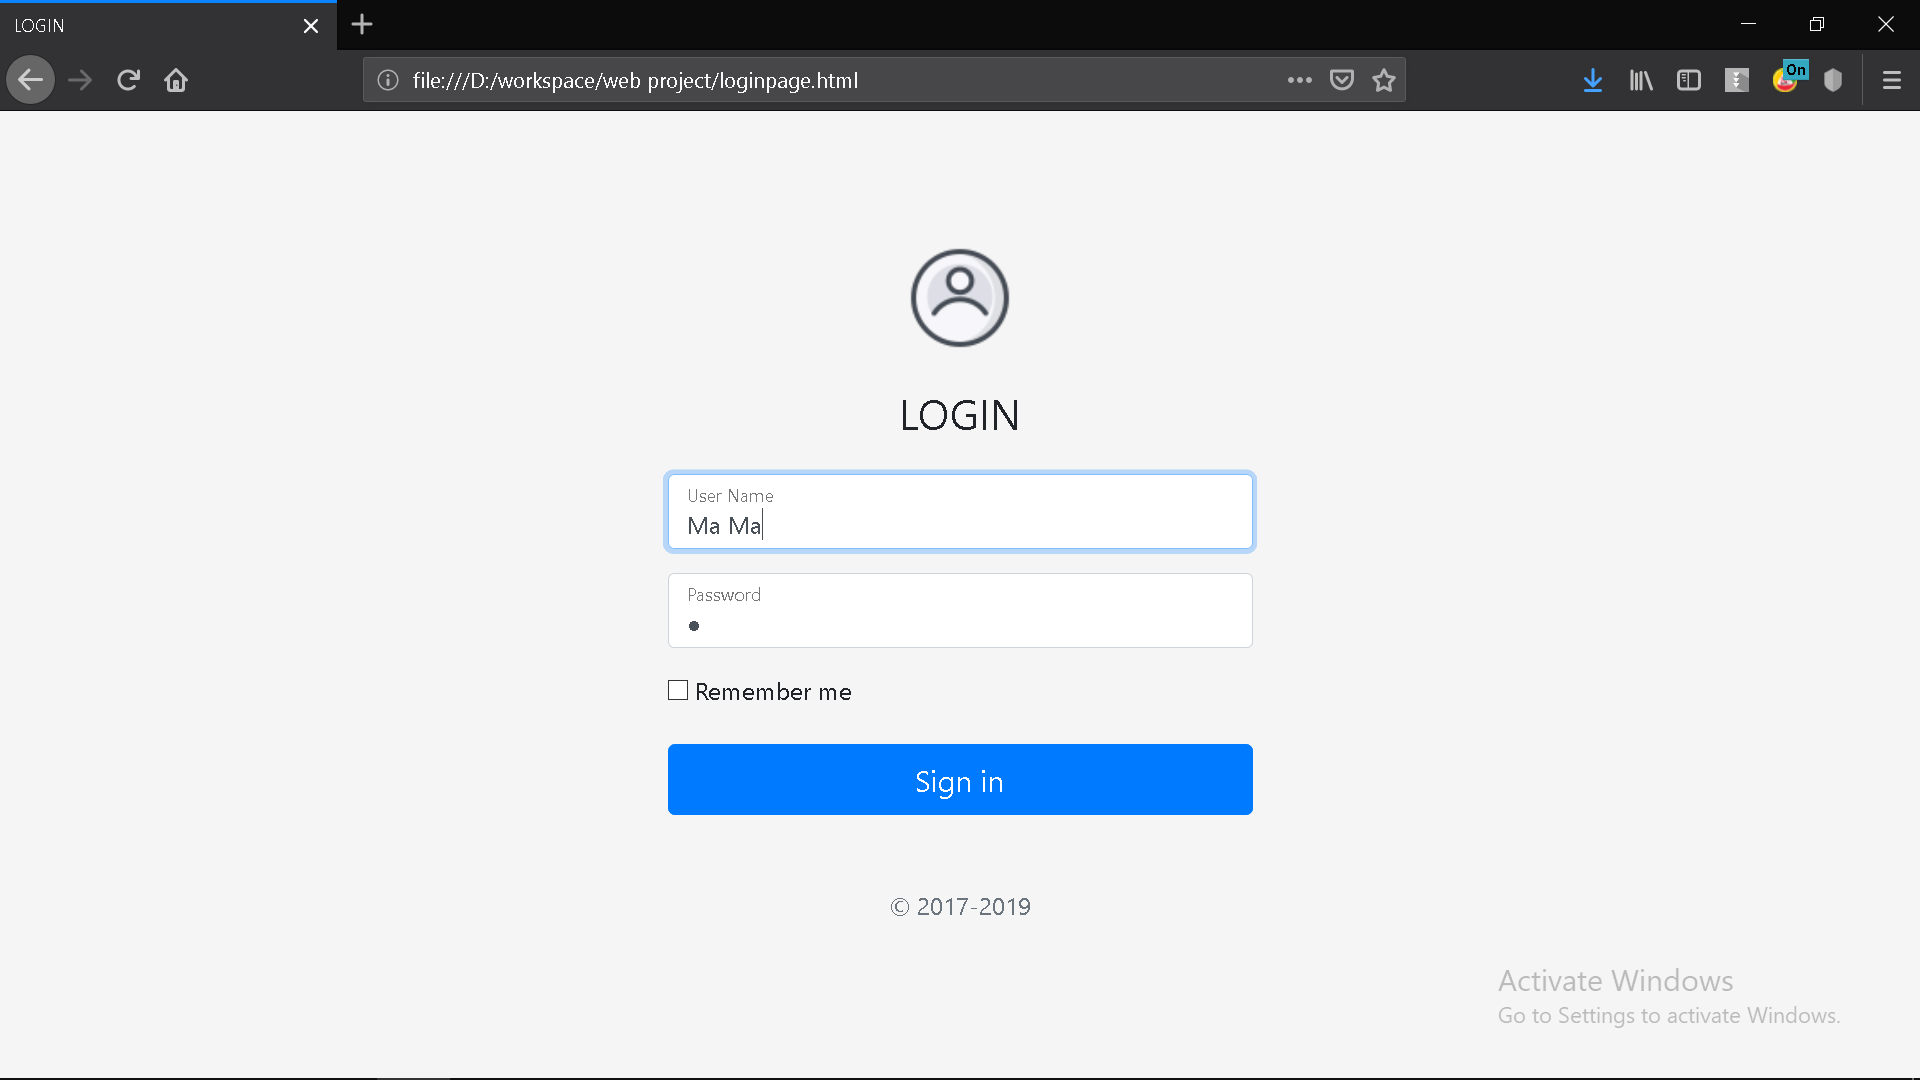 LOGIN
file:///D:/workspace/web project/loginpage.html
On
LOGIN
User Name
Ma Ma
Password
Remember me
Sign in
© 2017-2019
Activate Windows
Go to Settings to activate Windows.